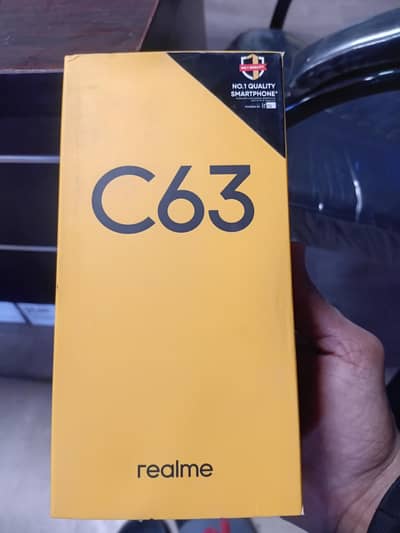 NO.1 QUALITY
SMARTPHONE*
C63
realme